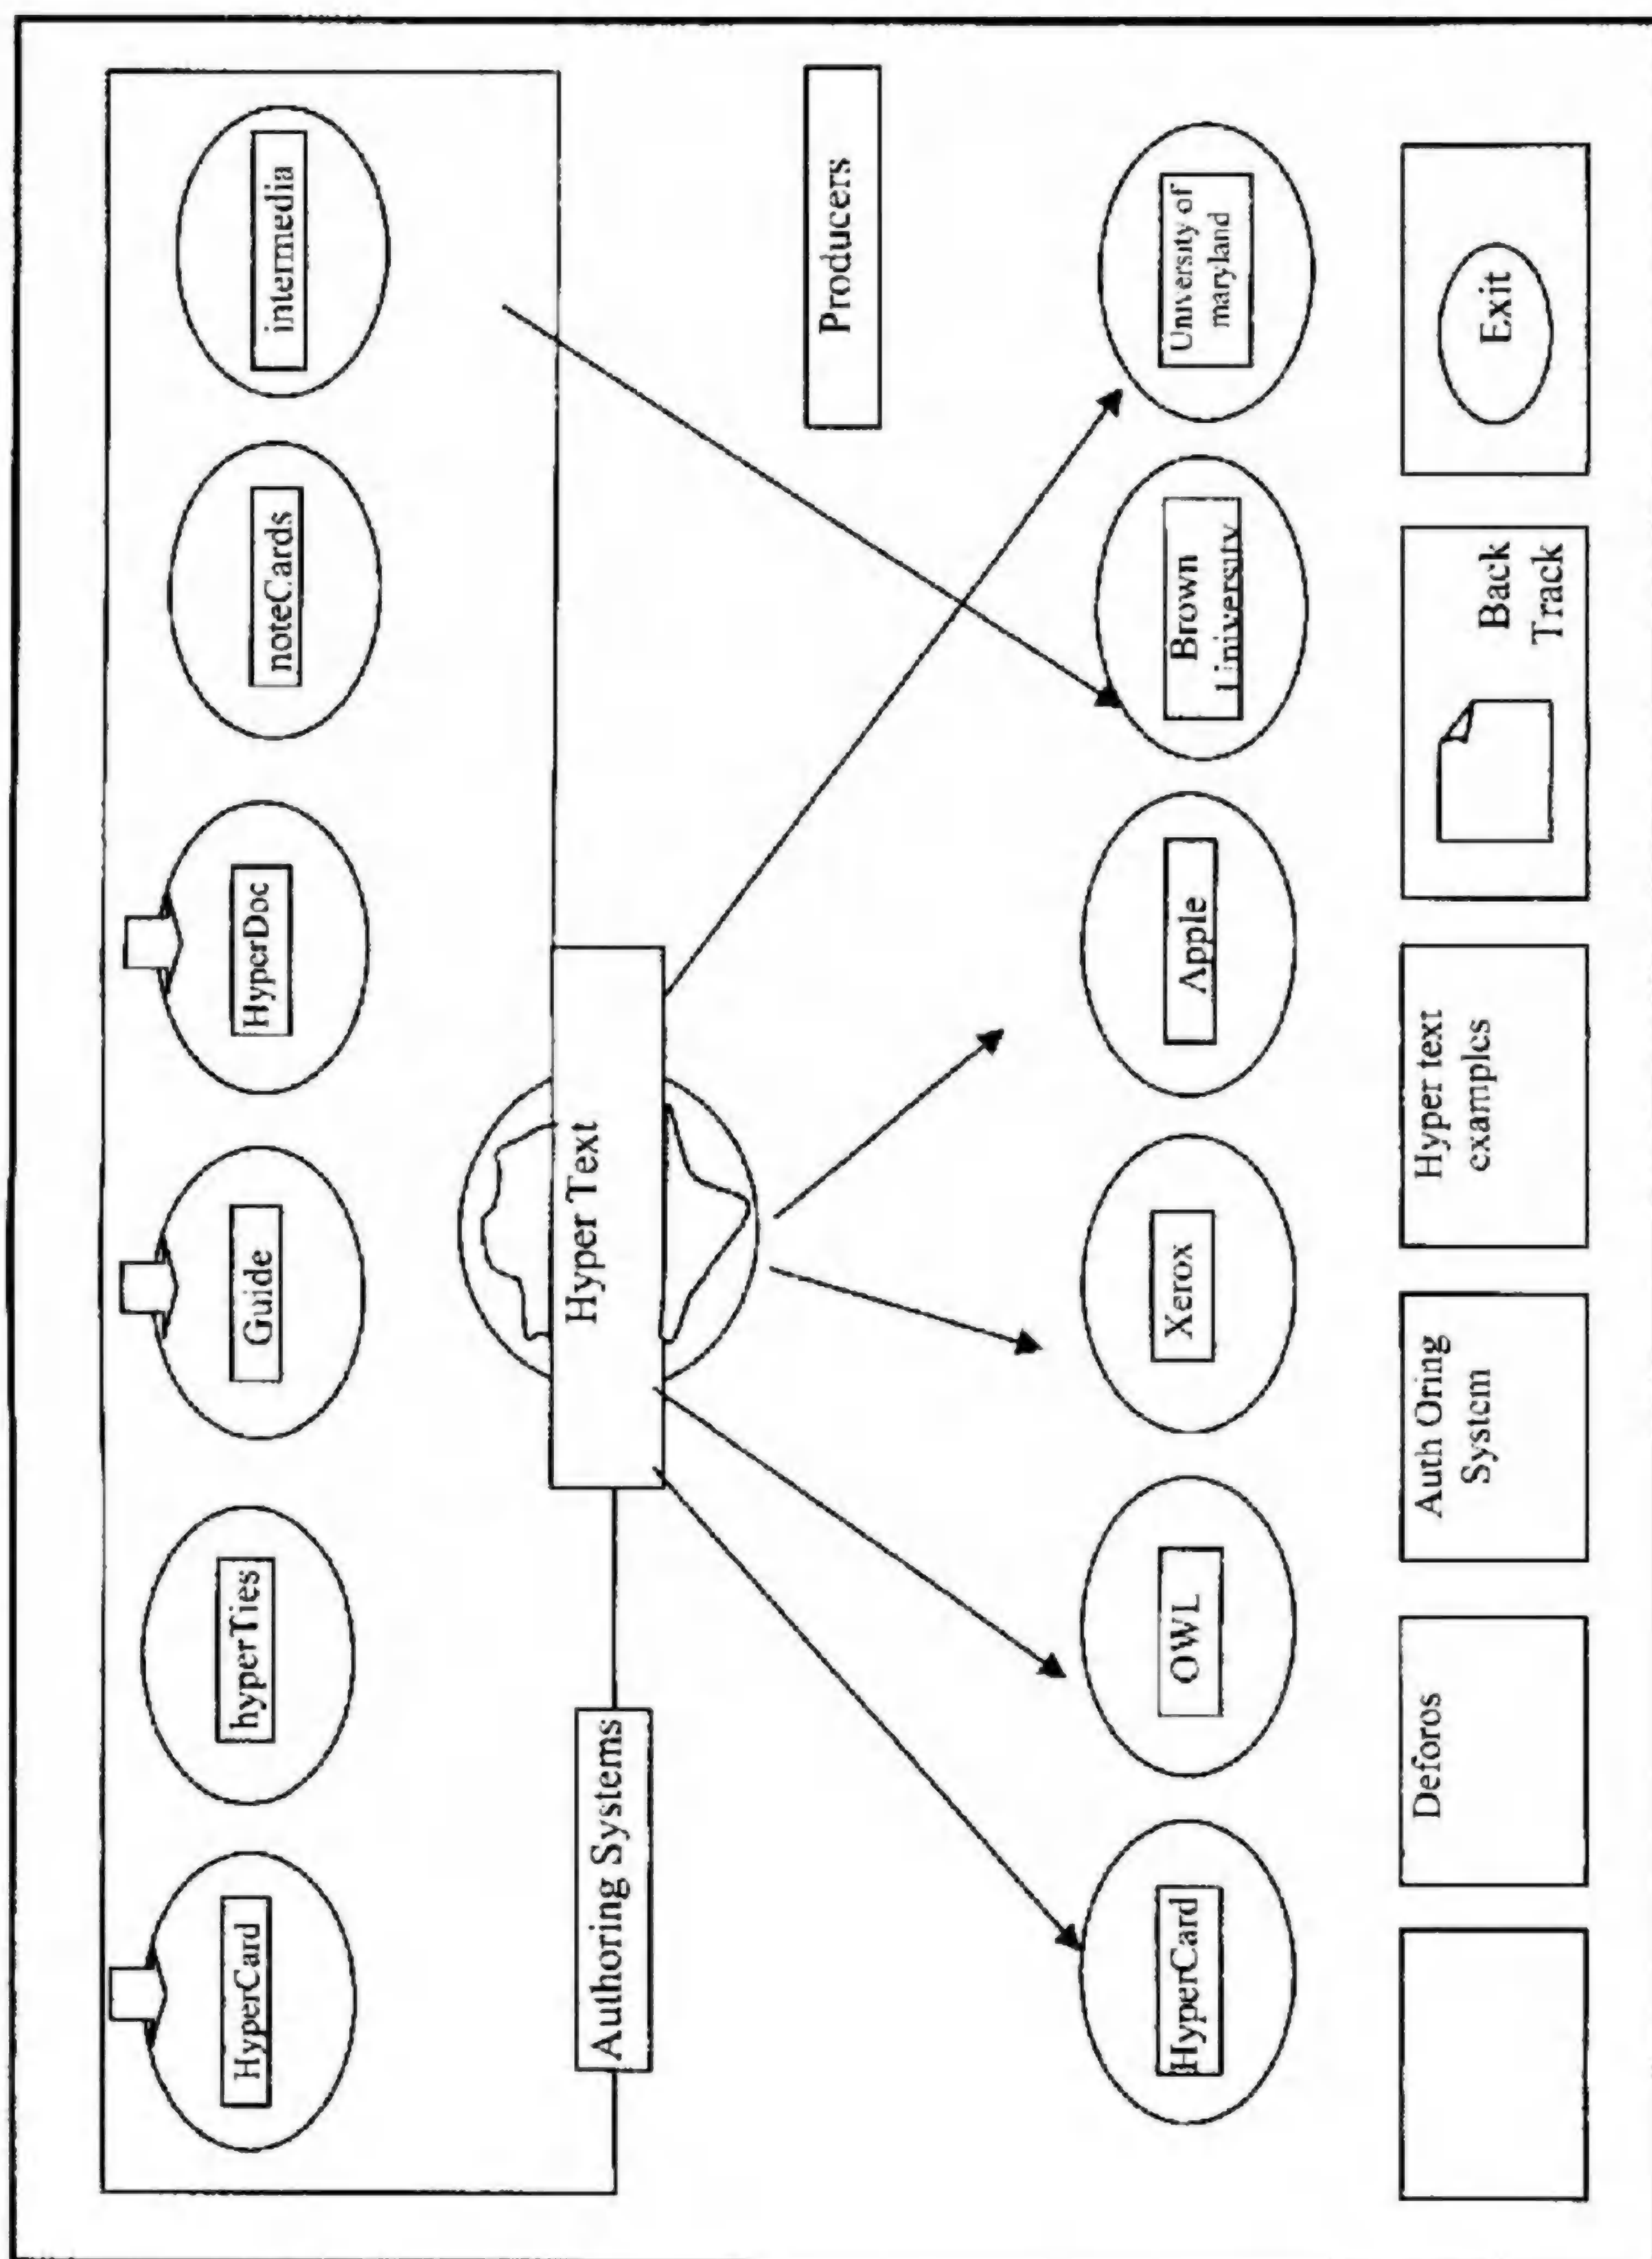 HyperCard
hyperTies
Guide
HyperDoc
noteCards
intermedia
Hyper Text
Authoring Systems
Producers
HyperCard
OWL
Xerox
Apple
Brown
University
University of
maryland
Deforos
Auth Oring
System
Hyper text
examples
Back
Track
Exit